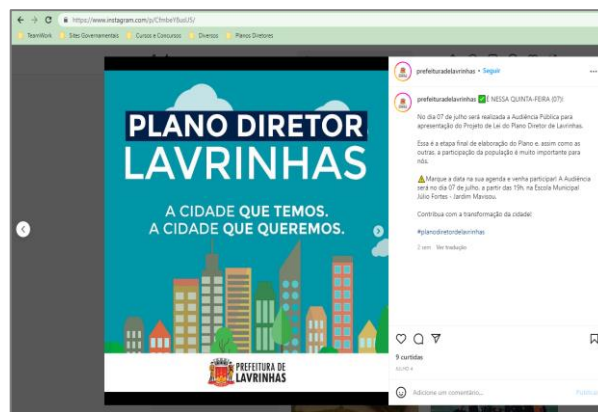 https://www.instagram.com/p/CfmbeYBuslJ5/
TeamWork
Sites Governamentais
Cursos e Concursos
Diversos
Planos Diretores
PLANO DIRETOR
LAVRINHAS
A CIDADE QUE TEMOS.
A CIDADE QUE QUEREMOS.
PREFEITURA DE
LAVRINHAS
prefeituradelavrinhas • Seguir
prefeituradelavrinhas ✅ NESSA QUINTA-FEIRA (07)!
No dia 07 de julho será realizada a Audiência Pública para
apresentação do Projeto de Lei do Plano Diretor de Lavrinhas.
Essa é a etapa final de elaboração do Plano e, assim como as
outras, a participação da população é muito importante para
nós.
⚠Marque a data na sua agenda e venha participar! A Audiência
será no dia 07 de julho, a partir das 19h, na Escola Municipal
Júlio Fortes - Jardim Mavisou.
Contribua com a transformação da cidade!
#planodiretordelavrinhas
2 sem Ver tradução
9 curtidas
JULHO 4
Adicione um comentário...
Publicar